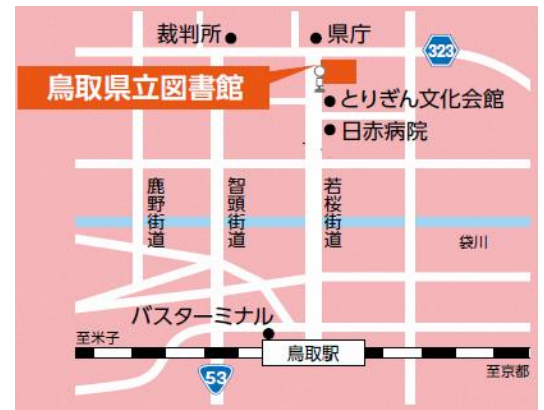 裁判所
県庁
323
鳥取県立図書館
とりぎん文化会館
日赤病院
鹿野街道
智頭街道
若桜街道
袋川
バスターミナル
至米子
鳥取駅
至京都
53